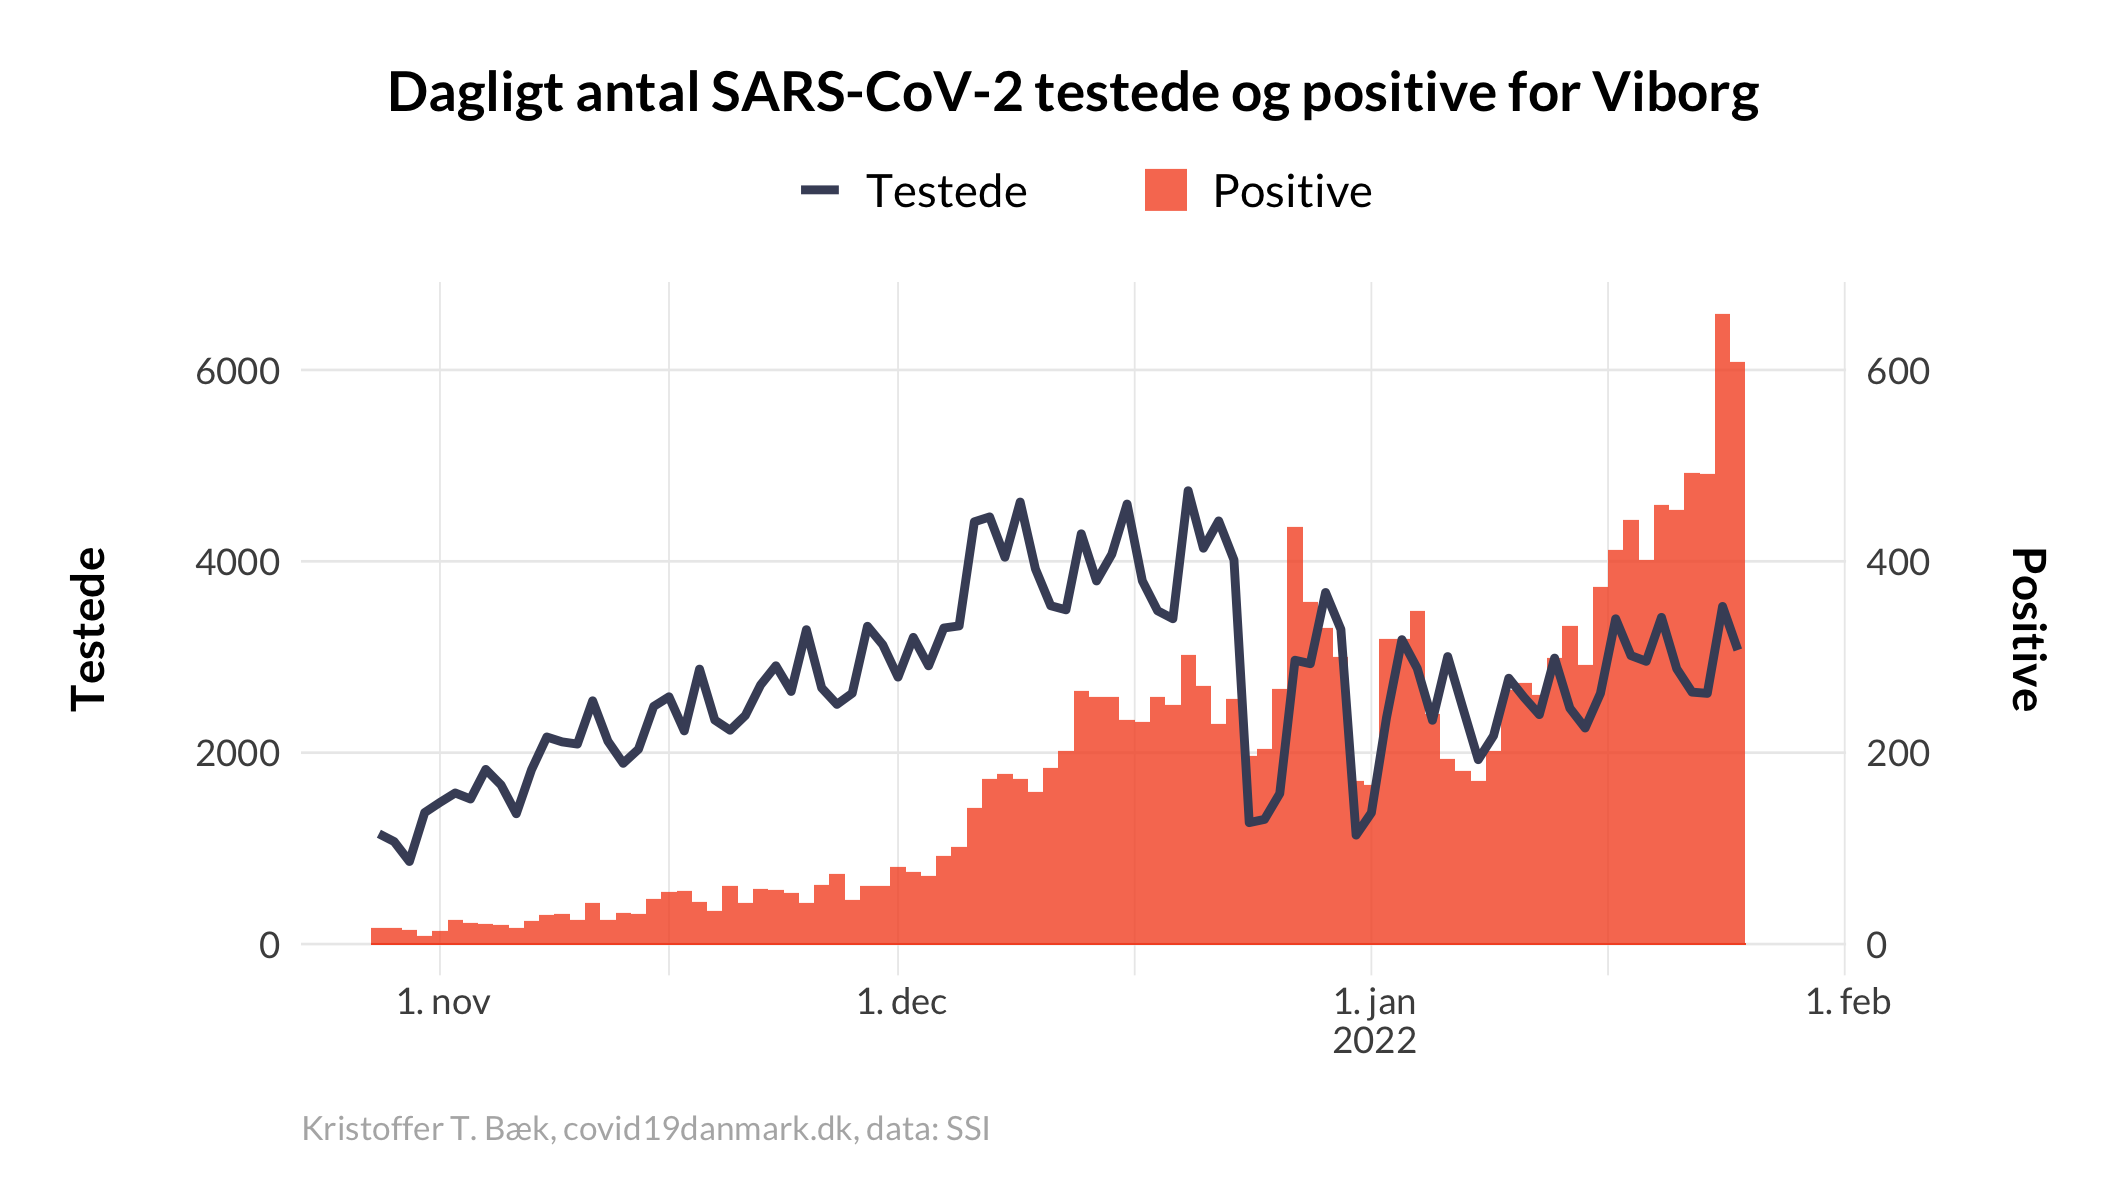 Dagligt antal SARS-CoV-2 testede og positive for Viborg
Testede Positive
6000 600
4000 400
2000 200
0 0
Testede
Positive
1. nov 1. dec 1. jan 1. feb
2022
Kristoffer T. Bæk, covid19danmark.dk, data: SSI